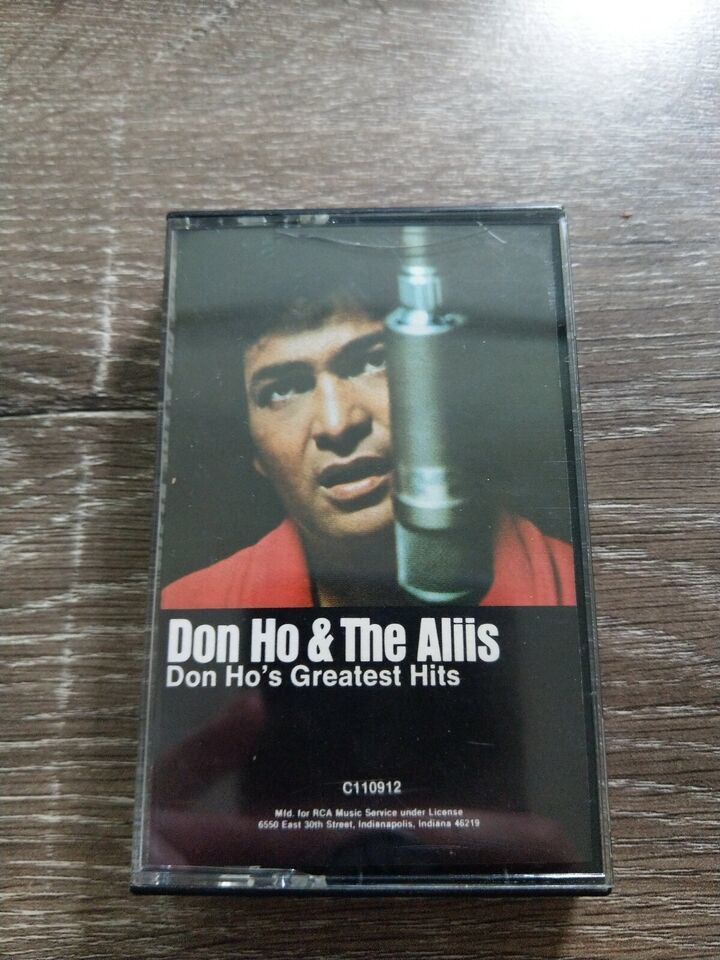 Don Ho & The Aliis
Don Ho's Greatest Hits
C110912
Mfd. for RCA Music Service under License
6550 East 30th Street, Indianapolis, Indiana 46219